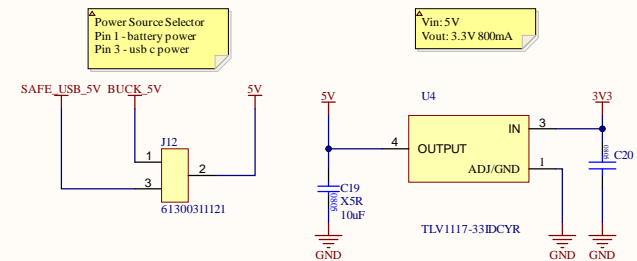 Power Source Selector
Pin 1 - battery power
Pin 3 - usb c power
Vin: 5V
Vout: 3.3V 800mA
SAFE_USB_5V
BUCK_5V
5V
J12
1
2
3
61300311121
5V
U4
3V3
4
OUTPUT
IN
3
ADJ/GND
1
C19
X5R
10uF
0805
0805
C20
TLV1117-33IDCYR
GND
GND
GND